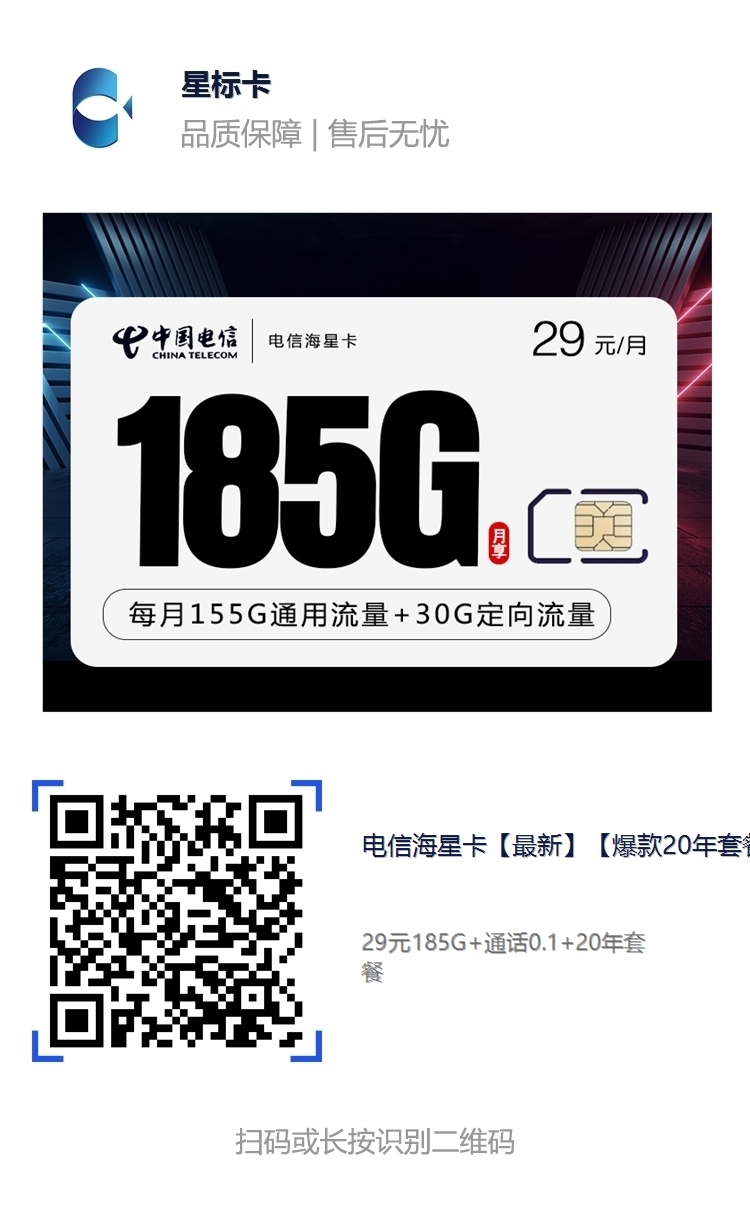 星标卡
品质保障 | 售后无忧
中国电信
CHINA TELECOM
电信海星卡
29 元/月
185G
月享
每月155G通用流量+30G定向流量
电信海星卡【最新】【爆款20年套
29元185G+通话0.1+20年套
餐
扫码或长按识别二维码